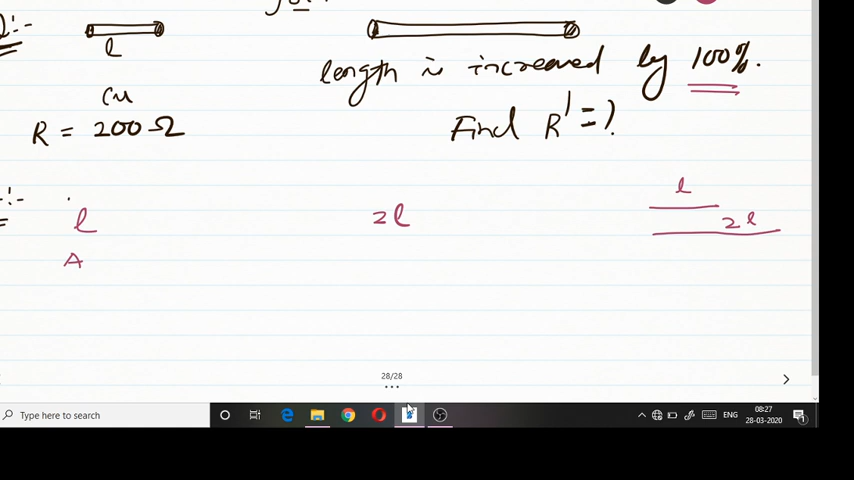 l
length is increased by 100%.
Cu
R = 200 Ω
Find R' = ?
l
2l
l
2l
A
28/28
Type here to search
ENG
08:27
28-03-2020
1